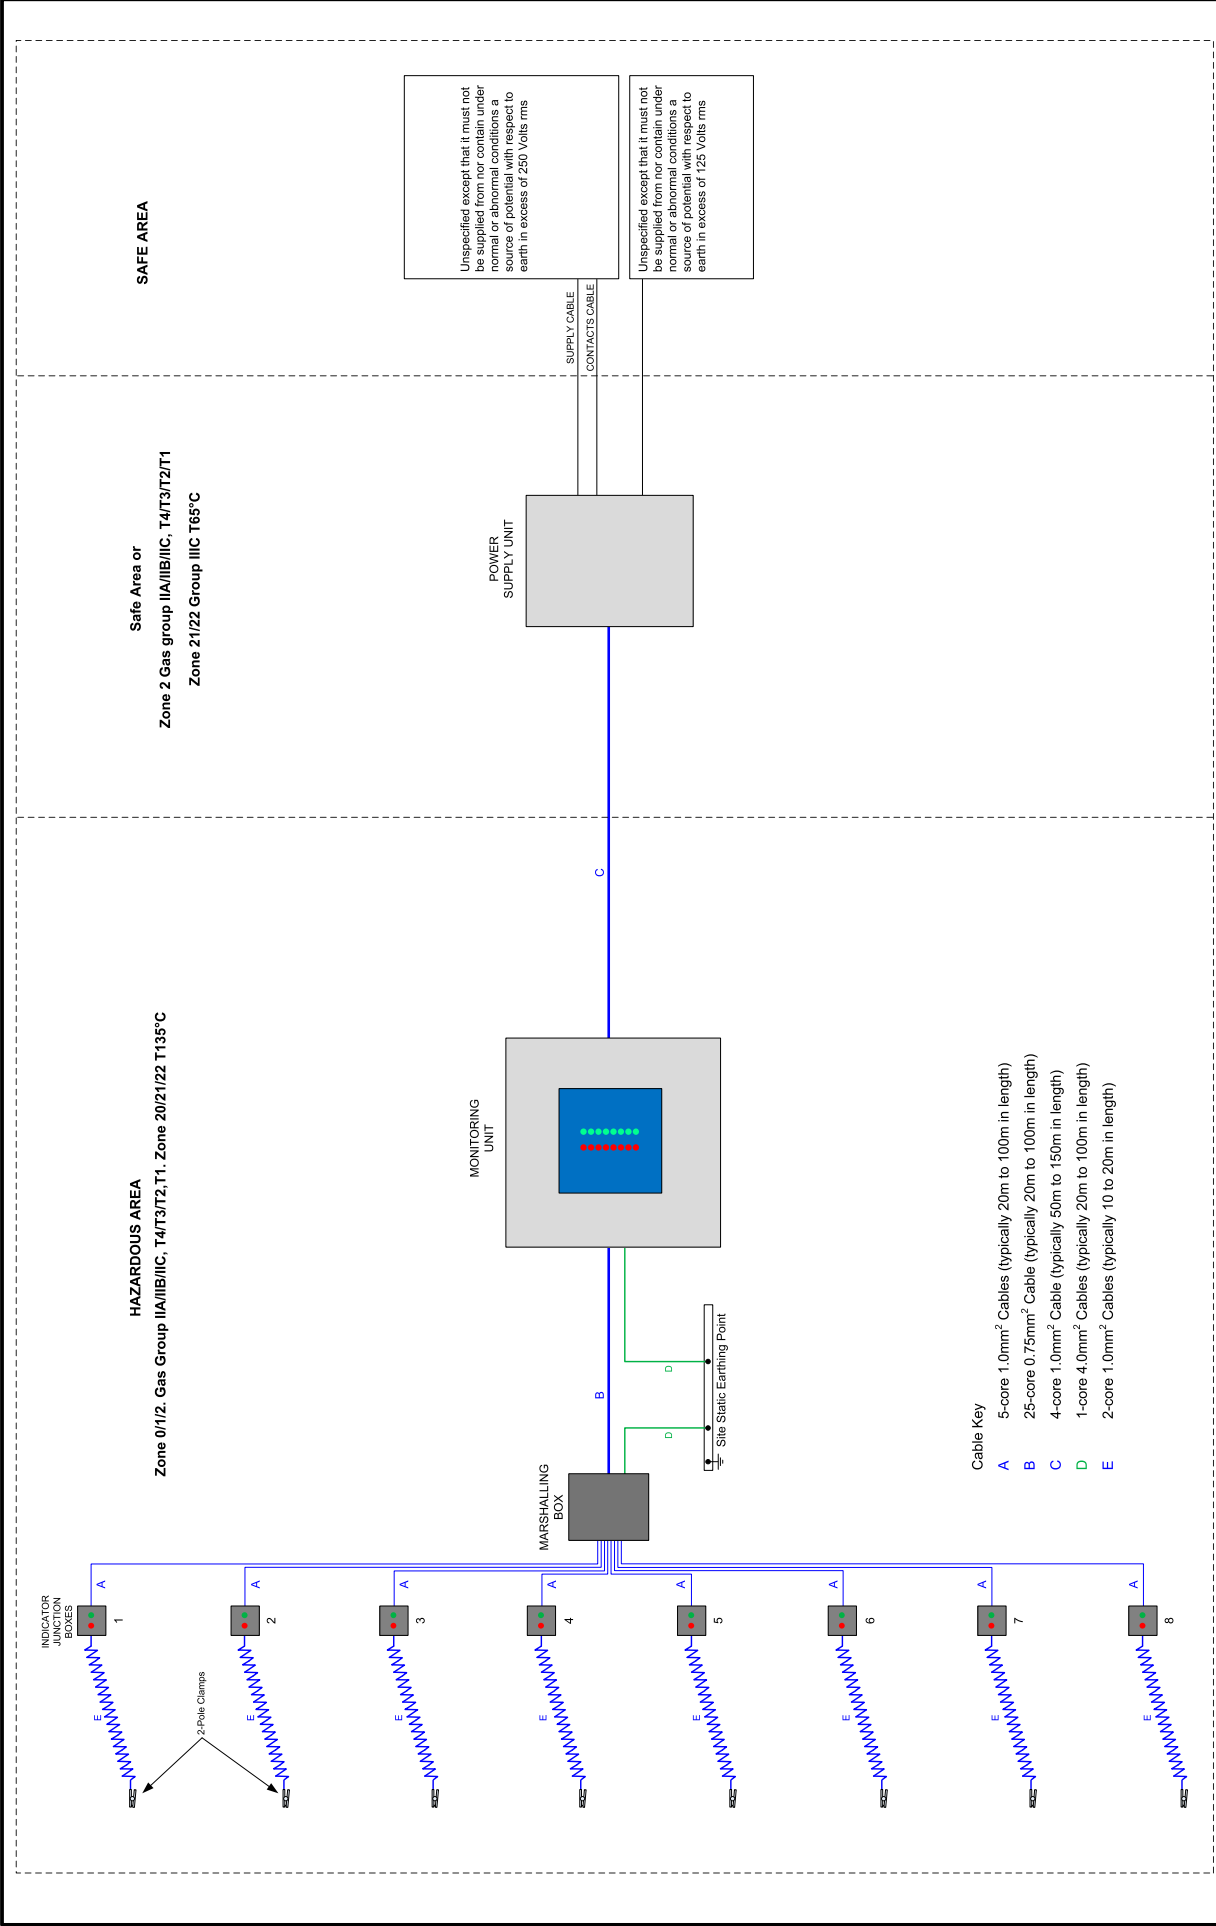 HAZARDOUS AREA
Zone 0/1/2. Gas Group IIA/IIB/IIC, T4/T3/T2,T1. Zone 20/21/22 T135°C
Safe Area or
Zone 2 Gas group IIA/IIB/IIC, T4/T3/T2/T1
Zone 21/22 Group IIIC T65°C
SAFE AREA
INDICATOR
JUNCTION
BOXES
1
A
E
2-Pole Clamps
2
A
E
3
A
E
4
A
E
5
A
E
6
A
E
7
A
E
8
A
E
MARSHALLING
BOX
B
D
D
Site Static Earthing Point
MONITORING
UNIT
C
POWER
SUPPLY UNIT
SUPPLY CABLE
CONTACTS CABLE
Unspecified except that it must not
be supplied from nor contain under
normal or abnormal conditions a
source of potential with respect to
earth in excess of 250 Volts rms
Unspecified except that it must not
be supplied from nor contain under
normal or abnormal conditions a
source of potential with respect to
earth in excess of 125 Volts rms
Cable Key
A 5-core 1.0mm² Cables (typically 20m to 100m in length)
B 25-core 0.75mm² Cable (typically 20m to 100m in length)
C 4-core 1.0mm² Cable (typically 50m to 150m in length)
D 1-core 4.0mm² Cables (typically 20m to 100m in length)
E 2-core 1.0mm² Cables (typically 10 to 20m in length)